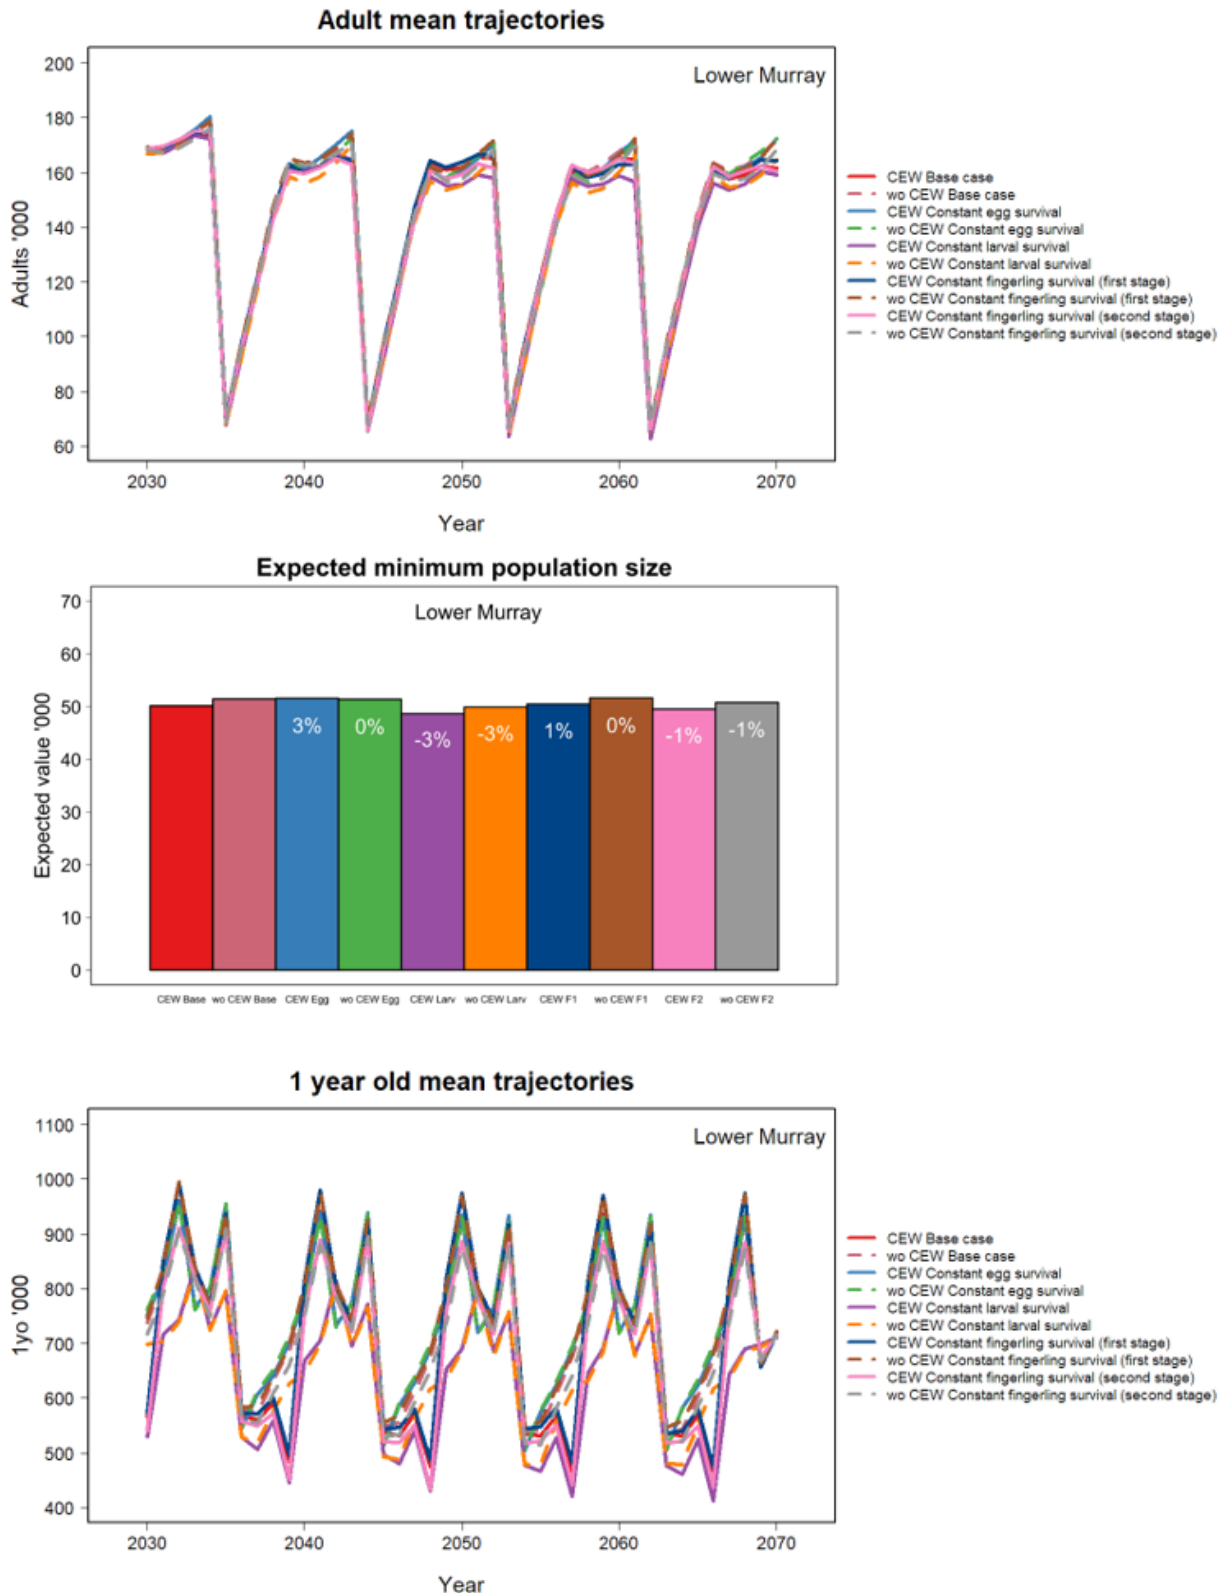 Adult mean trajectories
Lower Murray
Adults '000
200
180
160
140
120
100
80
60
2030 2040 2050 2060 2070
Year
CEW Base case
wo CEW Base case
CEW Constant egg survival
wo CEW Constant egg survival
CEW Constant larval survival
wo CEW Constant larval survival
CEW Constant fingerling survival (first stage)
wo CEW Constant fingerling survival (first stage)
CEW Constant fingerling survival (second stage)
wo CEW Constant fingerling survival (second stage)
Expected minimum population size
Lower Murray
Expected value '000
70
60
50
40
30
20
10
0
3% 0% -3% -3% 1% 0% -1% -1%
CEW Base wo CEW Base CEW Egg wo CEW Egg CEW Larv wo CEW Larv CEW F1 wo CEW F1 CEW F2 wo CEW F2
1 year old mean trajectories
Lower Murray
1yo '000
1100
1000
900
800
700
600
500
400
2030 2040 2050 2060 2070
Year
CEW Base case
wo CEW Base case
CEW Constant egg survival
wo CEW Constant egg survival
CEW Constant larval survival
wo CEW Constant larval survival
CEW Constant fingerling survival (first stage)
wo CEW Constant fingerling survival (first stage)
CEW Constant fingerling survival (second stage)
wo CEW Constant fingerling survival (second stage)